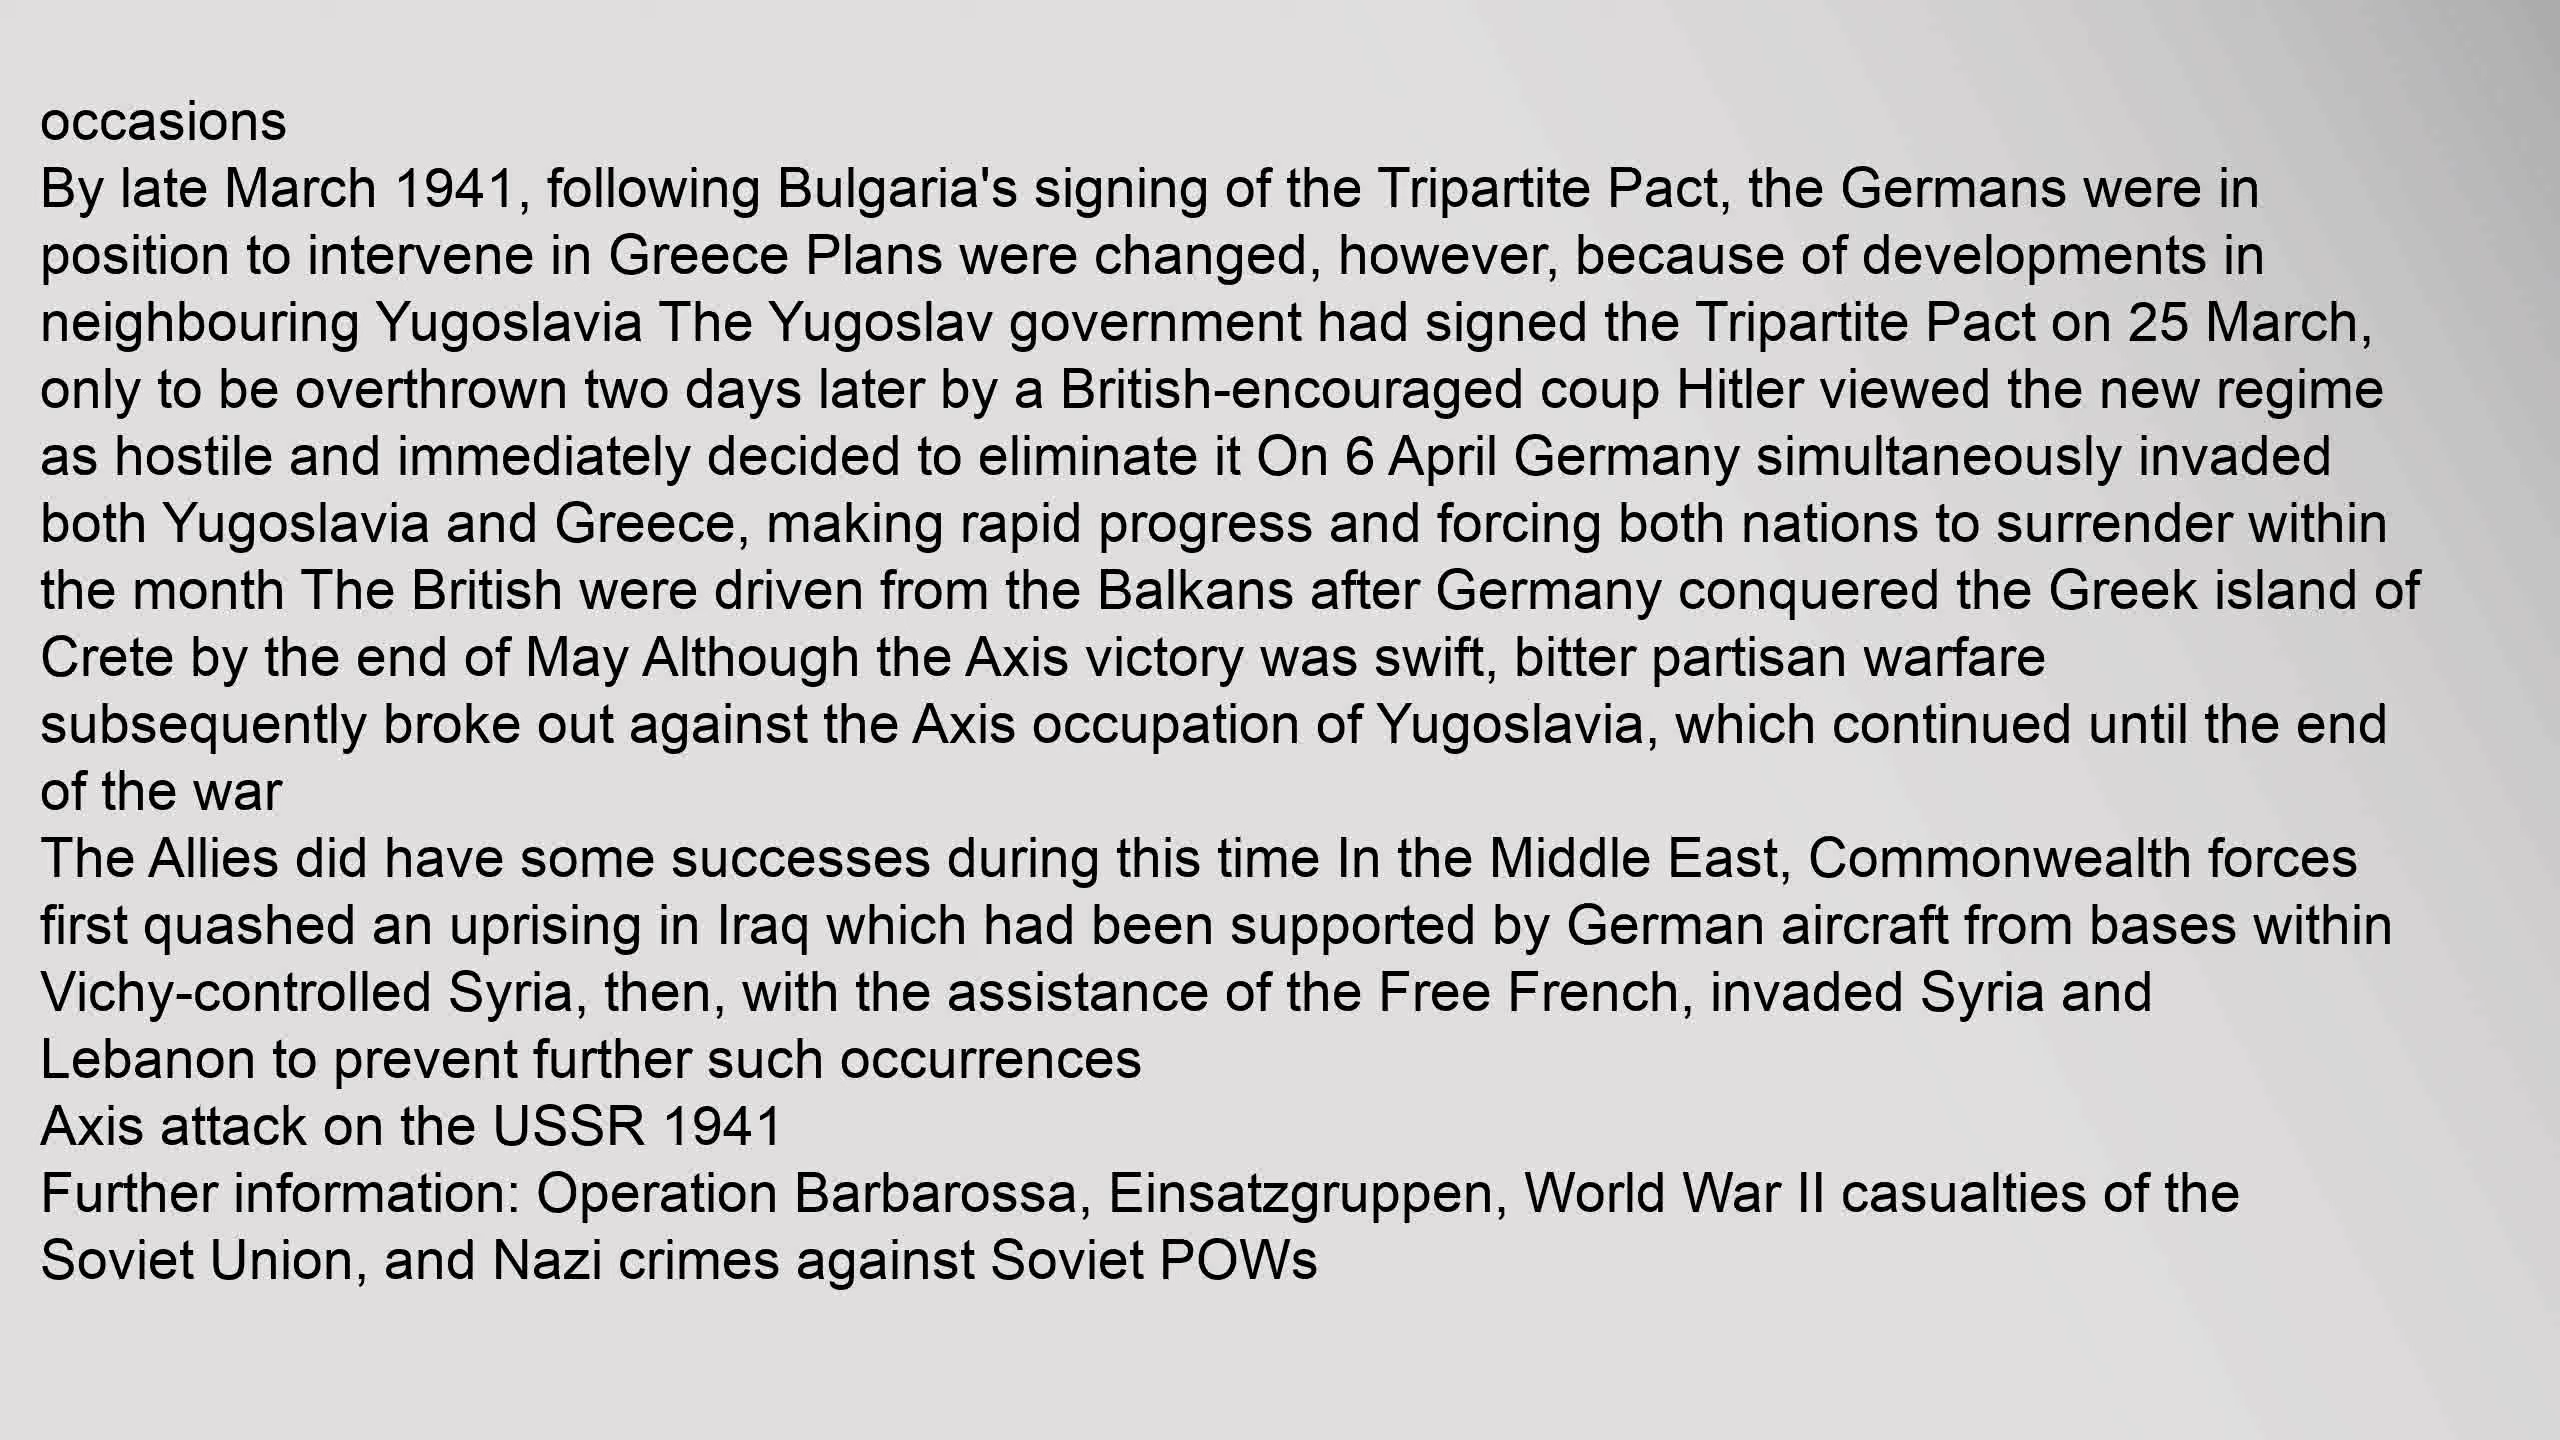 occasions
By late March 1941, following Bulgaria's signing of the Tripartite Pact, the Germans were in
position to intervene in Greece Plans were changed, however, because of developments in
neighbouring Yugoslavia The Yugoslav government had signed the Tripartite Pact on 25 March,
only to be overthrown two days later by a British-encouraged coup Hitler viewed the new regime
as hostile and immediately decided to eliminate it On 6 April Germany simultaneously invaded
both Yugoslavia and Greece, making rapid progress and forcing both nations to surrender within
the month The British were driven from the Balkans after Germany conquered the Greek island of
Crete by the end of May Although the Axis victory was swift, bitter partisan warfare
subsequently broke out against the Axis occupation of Yugoslavia, which continued until the end
of the war
The Allies did have some successes during this time In the Middle East, Commonwealth forces
first quashed an uprising in Iraq which had been supported by German aircraft from bases within
Vichy-controlled Syria, then, with the assistance of the Free French, invaded Syria and
Lebanon to prevent further such occurrences
Axis attack on the USSR 1941
Further information: Operation Barbarossa, Einsatzgruppen, World War II casualties of the
Soviet Union, and Nazi crimes against Soviet POWs